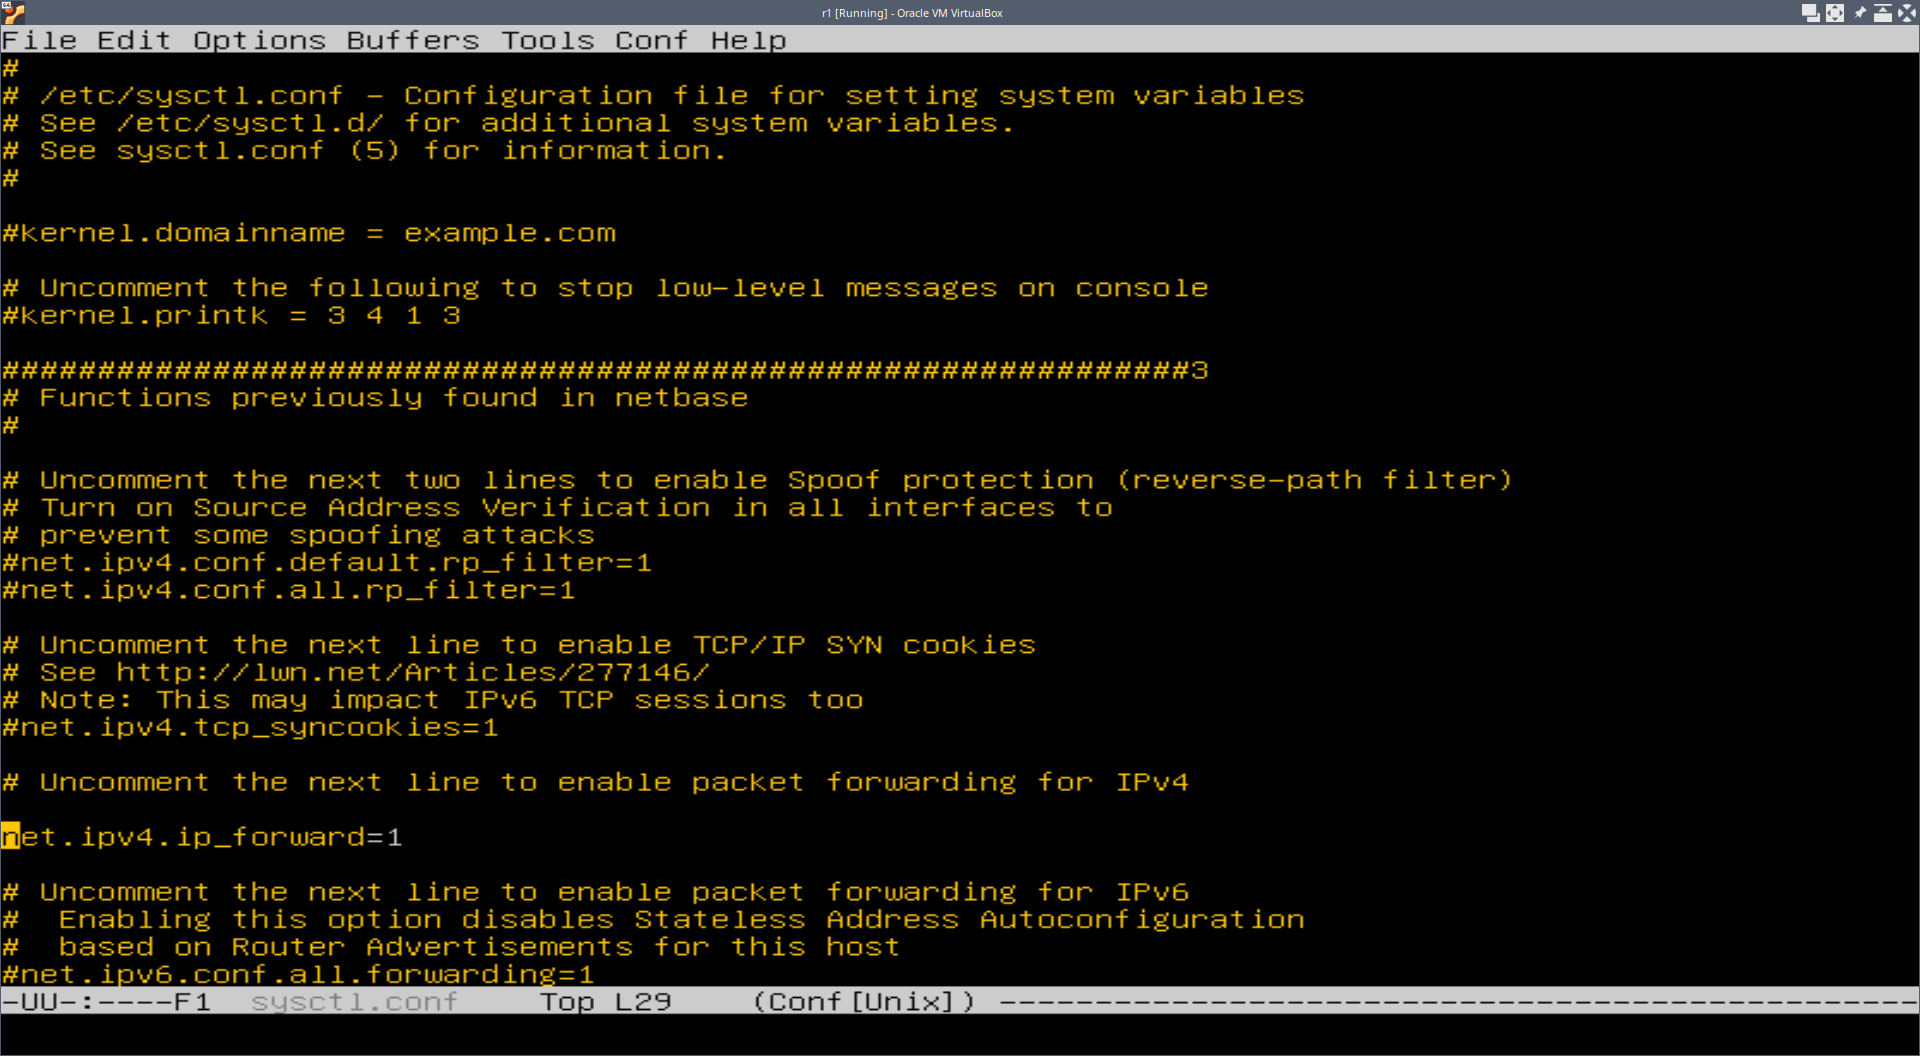 r1 [Running] - Oracle VM VirtualBox
File Edit Options Buffers Tools Conf Help
#
# /etc/sysctl.conf - Configuration file for setting system variables
# See /etc/sysctl.d/ for additional system variables.
# See sysctl.conf (5) for information.
#

#kernel.domainname = example.com

# Uncomment the following to stop low-level messages on console
#kernel.printk = 3 4 1 3

##############################################################3
# Functions previously found in netbase
#

# Uncomment the next two lines to enable Spoof protection (reverse-path filter)
# Turn on Source Address Verification in all interfaces to
# prevent some spoofing attacks
#net.ipv4.conf.default.rp_filter=1
#net.ipv4.conf.all.rp_filter=1

# Uncomment the next line to enable TCP/IP SYN cookies
# See http://lwn.net/Articles/277146/
# Note: This may impact IPv6 TCP sessions too
#net.ipv4.tcp_syncookies=1

# Uncomment the next line to enable packet forwarding for IPv4

net.ipv4.ip_forward=1

# Uncomment the next line to enable packet forwarding for IPv6
#  Enabling this option disables Stateless Address Autoconfiguration
#  based on Router Advertisements for this host
#net.ipv6.conf.all.forwarding=1
-UU-:----F1  sysctl.conf    Top L29    (Conf[Unix]) ------------------------------------------------